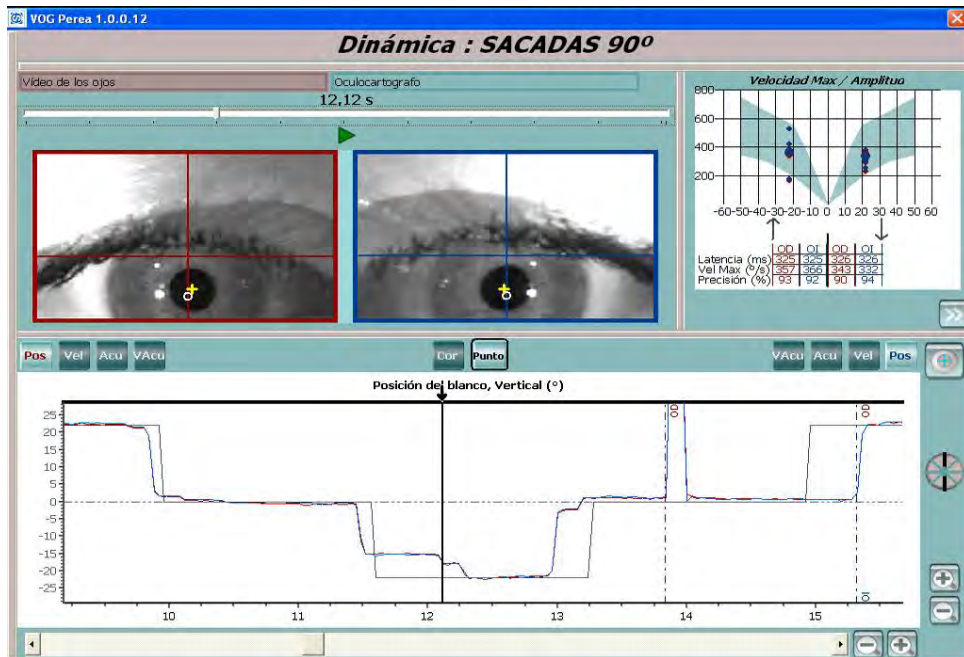 VOG Perea 1.0.0.12
Dinámica : SACADAS 90º
Vídeo de los ojos
Oculocartografo
12,12 s
Velocidad Max / Amplitud
800
600
400
200
-60-50-40-30-20-10 0 10 20 30 40 50 60
OD OI OD OI
Latencia (ms) 325 325 326 326
Vel Max (º/s) 357 366 343 332
Precisión (%) 93 92 90 94
>>
Pos Vel Acu VAcu Cor Punto VAcu Acu Vel Pos
Posición del blanco, Vertical (º)
25
20
15
10
5
0
-5
-10
-15
-20
-25
OD
OD
OI
10 11 12 13 14 15